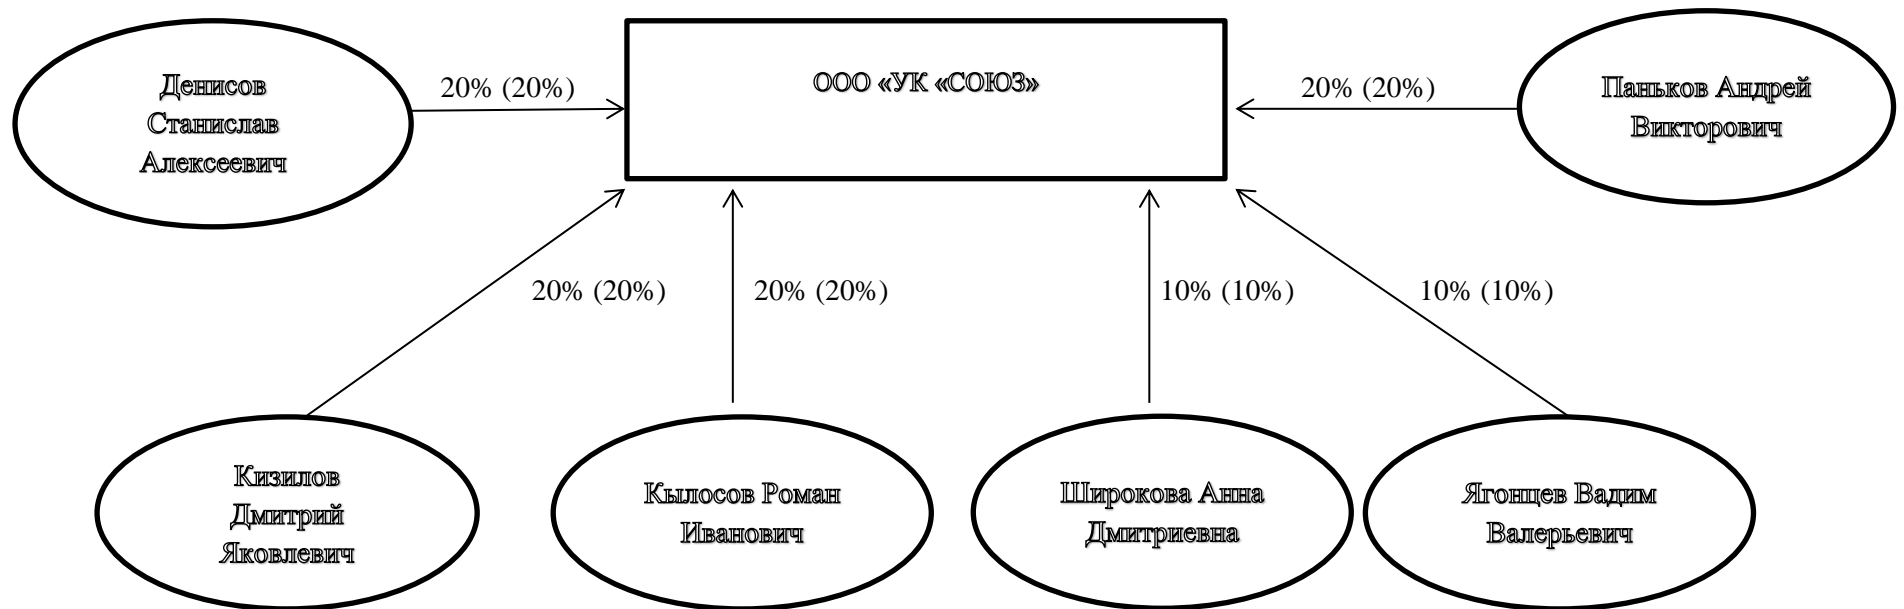 Денисов
Станислав
Алексеевич
20% (20%)
ООО «УК «СОЮЗ»
20% (20%)
Паньков Андрей
Викторович
20% (20%)
20% (20%)
10% (10%)
10% (10%)
Кизилов
Дмитрий
Яковлевич
Кылосов Роман
Иванович
Широкова Анна
Дмитриевна
Ягонцев Вадим
Валерьевич